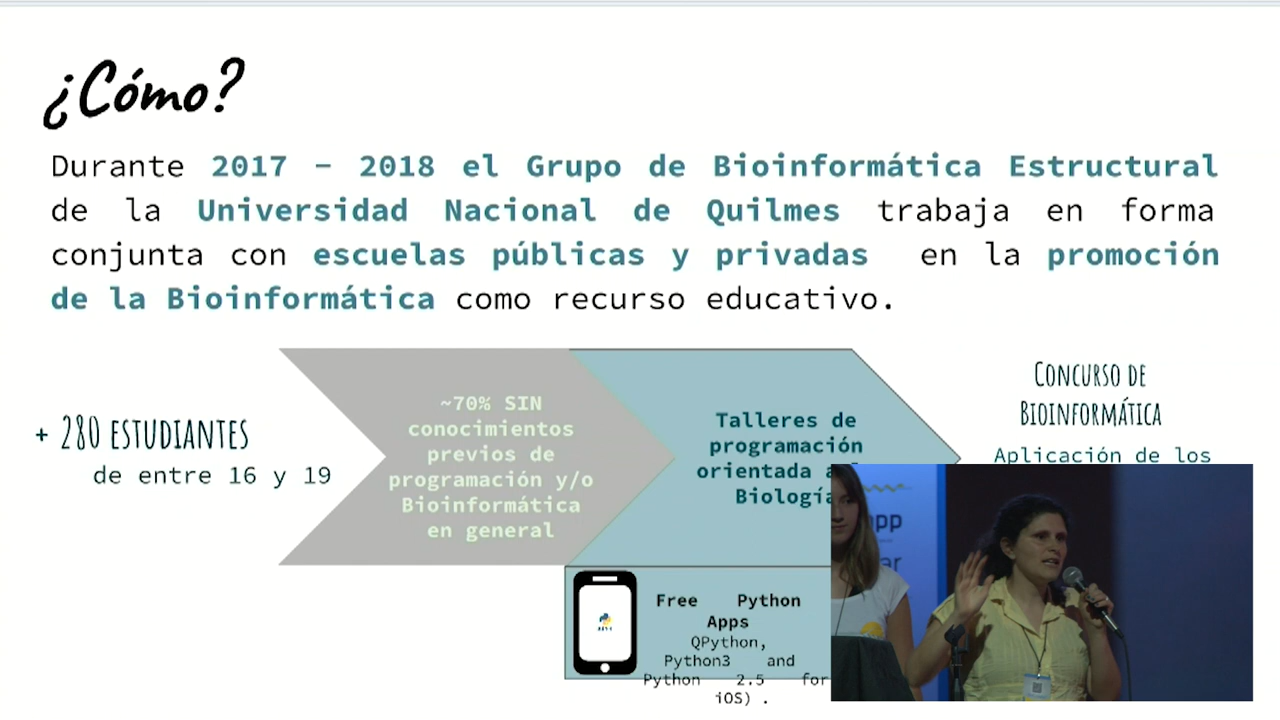 ¿Cómo?
Durante 2017 - 2018 el Grupo de Bioinformática Estructural
de la Universidad Nacional de Quilmes trabaja en forma
conjunta con escuelas públicas y privadas en la promoción
de la Bioinformática como recurso educativo.
+ 280 estudiantes
de entre 16 y 19
~70% SIN
conocimientos
previos de
programación y/o
Bioinformática
en general
Talleres de
programación
orientada a
Biología
Concurso de
Bioinformática
Aplicación de los
Free Python
Apps
QPython,
Python3 and
Python 2.5 for
iOS) .
app
ar